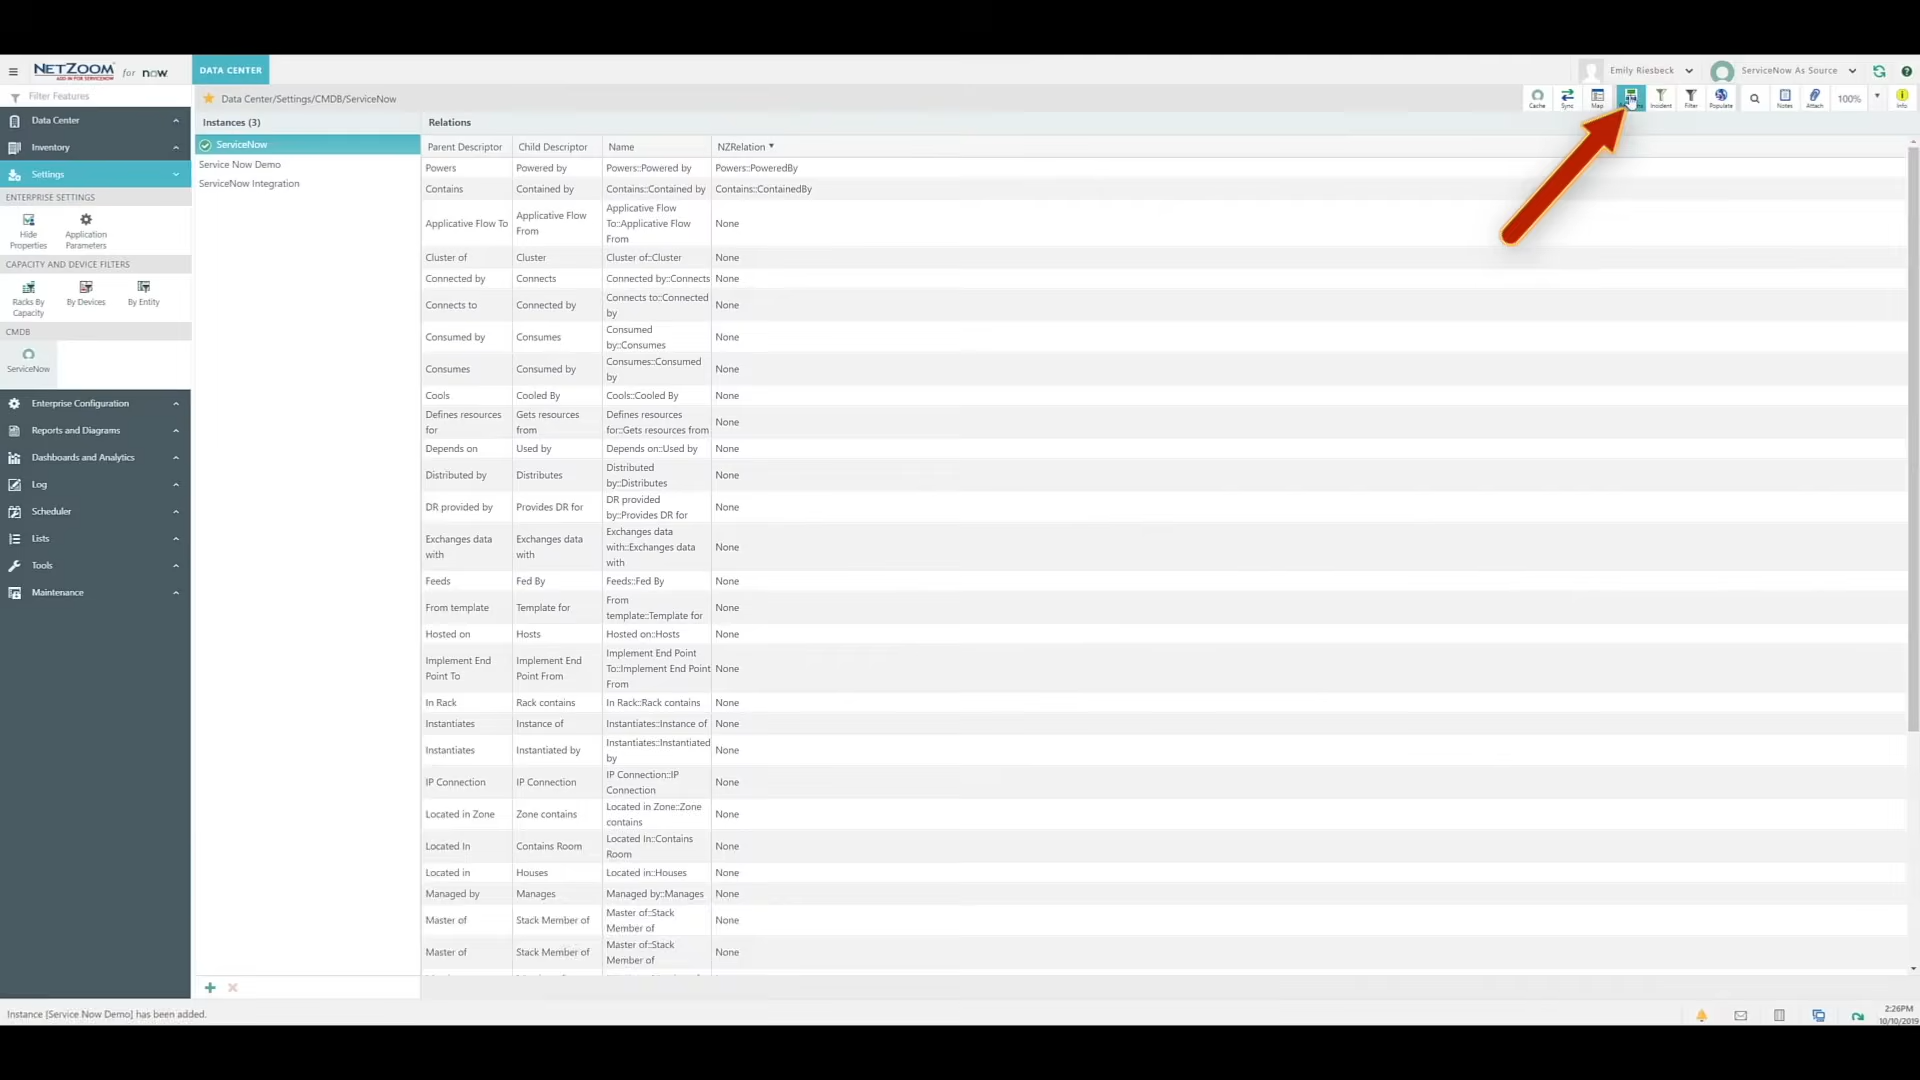 NETZOOM for now
ADD-IN FOR SERVICENOW
DATA CENTER
Emily Riesbeck
ServiceNow As Source
Filter Features
Data Center/Settings/CMDB/ServiceNow
Cache
Sync
Map
Incident
Filter
Populate
Notes
Attach
100%
Info
Data Center
Inventory
Settings
ENTERPRISE SETTINGS
Hide Properties
Application Parameters
CAPACITY AND DEVICE FILTERS
Racks By Capacity
By Devices
By Entity
CMDB
ServiceNow
Enterprise Configuration
Reports and Diagrams
Dashboards and Analytics
Log
Scheduler
Lists
Tools
Maintenance
Instances (3)
ServiceNow
Service Now Demo
ServiceNow Integration
Relations
Parent Descriptor Child Descriptor Name NZRelation
Powers Powered by Powers::Powered by Powers::PoweredBy
Contains Contained by Contains::Contained by Contains::ContainedBy
Applicative Flow To Applicative Flow From Applicative Flow To::Applicative Flow From None
Cluster of Cluster Cluster of::Cluster None
Connected by Connects Connected by::Connects None
Connects to Connected by Connects to::Connected by None
Consumed by Consumes Consumed by::Consumes None
Consumes Consumed by Consumes::Consumed by None
Cools Cooled By Cools::Cooled By None
Defines resources for Gets resources from Defines resources for::Gets resources from None
Depends on Used by Depends on::Used by None
Distributed by Distributes Distributed by::Distributes None
DR provided by Provides DR for DR provided by::Provides DR for None
Exchanges data with Exchanges data with Exchanges data with::Exchanges data with None
Feeds Fed By Feeds::Fed By None
From template Template for From template::Template for None
Hosted on Hosts Hosted on::Hosts None
Implement End Point To Implement End Point From Implement End Point To::Implement End Point From None
In Rack Rack contains In Rack::Rack contains None
Instantiates Instance of Instantiates::Instance of None
Instantiates Instantiated by Instantiates::Instantiated by None
IP Connection IP Connection IP Connection::IP Connection None
Located in Zone Zone contains Located in Zone::Zone contains None
Located In Contains Room Located In::Contains Room None
Located in Houses Located in::Houses None
Managed by Manages Managed by::Manages None
Master of Stack Member of Master of::Stack Member of None
Master of Stack Member of Master of::Stack Member of None
Instance [Service Now Demo] has been added.
2:26PM
10/10/2019